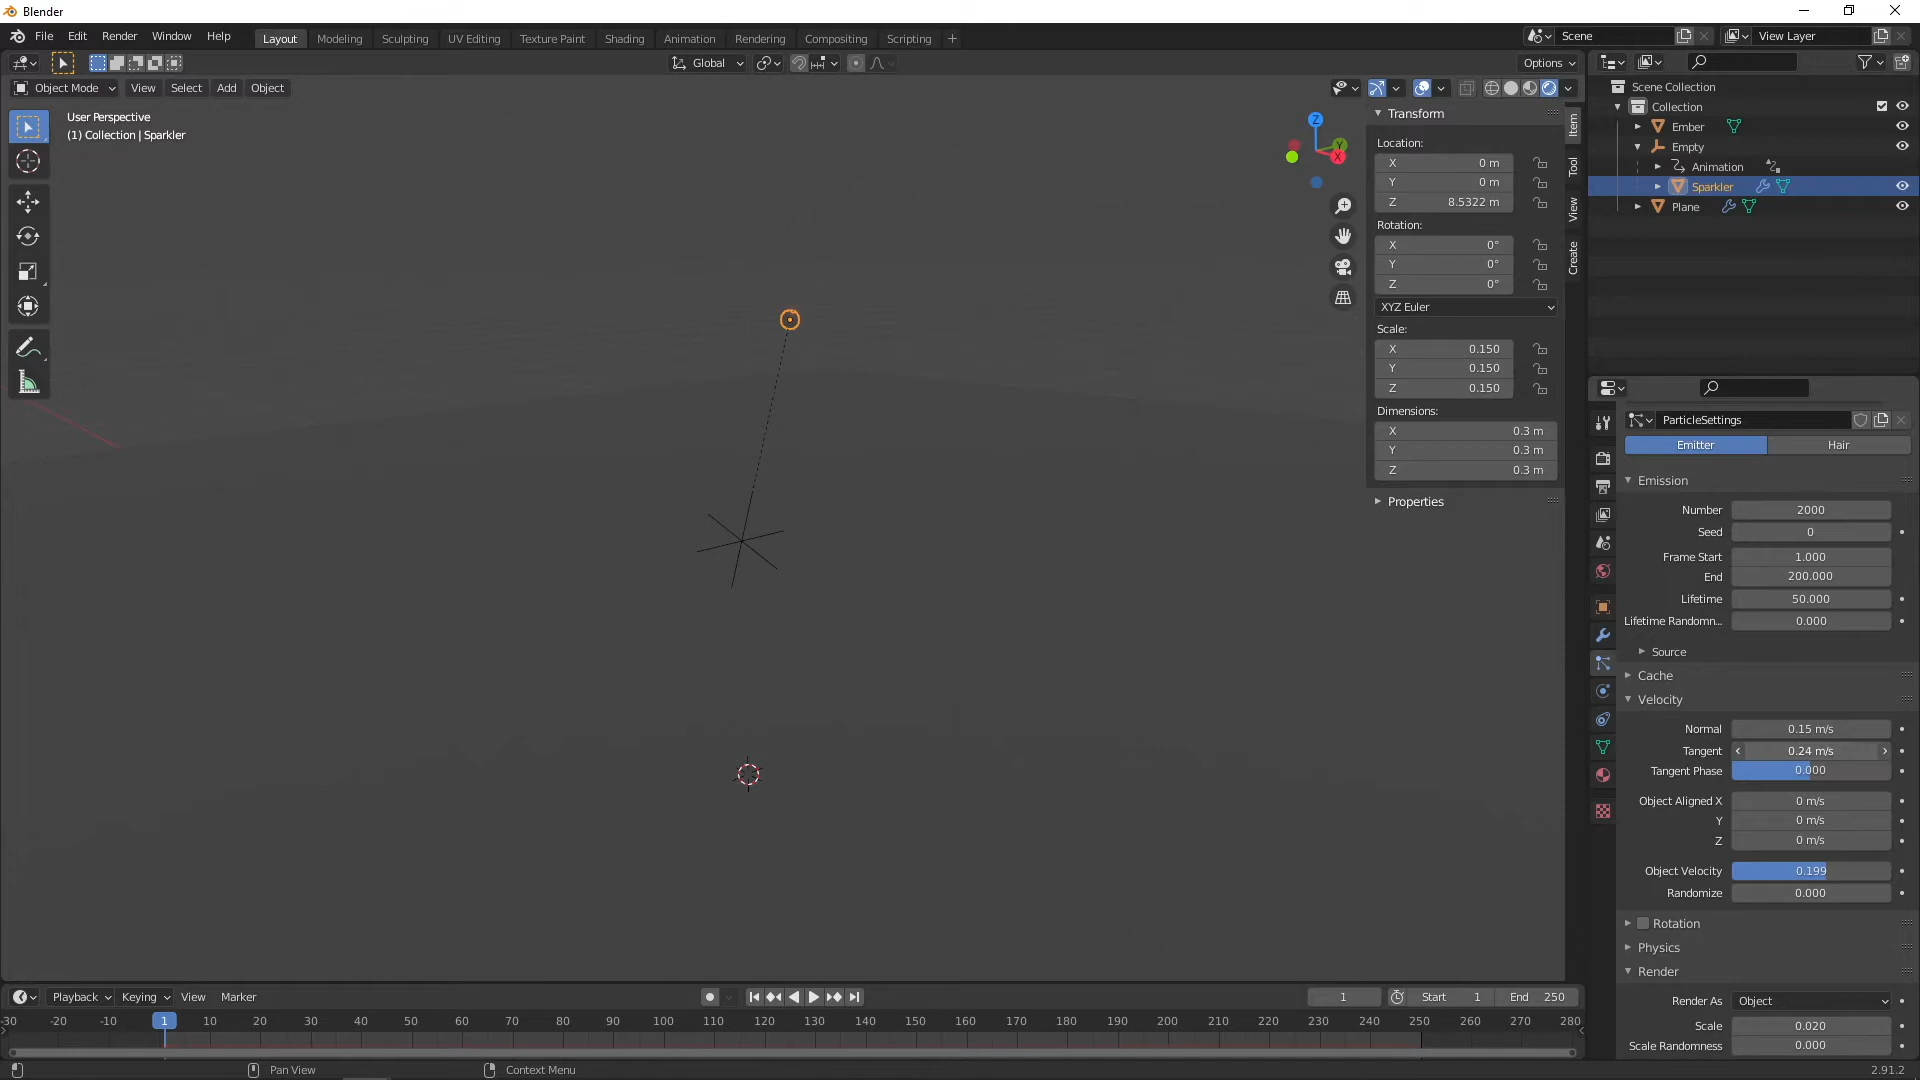 Blender
File Edit Render Window Help
Layout Modeling Sculpting UV Editing Texture Paint Shading Animation Rendering Compositing Scripting +
Scene
View Layer
Global
Options
Object Mode View Select Add Object
User Perspective
(1) Collection | Sparkler
Z
Y
X
Transform
Location:
X 0 m
Y 0 m
Z 8.5322 m
Rotation:
X 0°
Y 0°
Z 0°
XYZ Euler
Scale:
X 0.150
Y 0.150
Z 0.150
Dimensions:
X 0.3 m
Y 0.3 m
Z 0.3 m
Properties
Item
Tool
View
Create
Scene Collection
Collection
Ember
Empty
Animation
Sparkler
Plane
ParticleSettings
Emitter Hair
Emission
Number 2000
Seed 0
Frame Start 1.000
End 200.000
Lifetime 50.000
Lifetime Randomn... 0.000
Source
Cache
Velocity
Normal 0.15 m/s
Tangent 0.24 m/s
Tangent Phase 0.000
Object Aligned X 0 m/s
Y 0 m/s
Z 0 m/s
Object Velocity 0.199
Randomize 0.000
Rotation
Physics
Render
Render As Object
Scale 0.020
Scale Randomness 0.000
Playback Keying View Marker
1 Start 1 End 250
-30 -20 -10 1 10 20 30 40 50 60 70 80 90 100 110 120 130 140 150 160 170 180 190 200 210 220 230 240 250 260 270 280
Pan View Context Menu 2.91.2